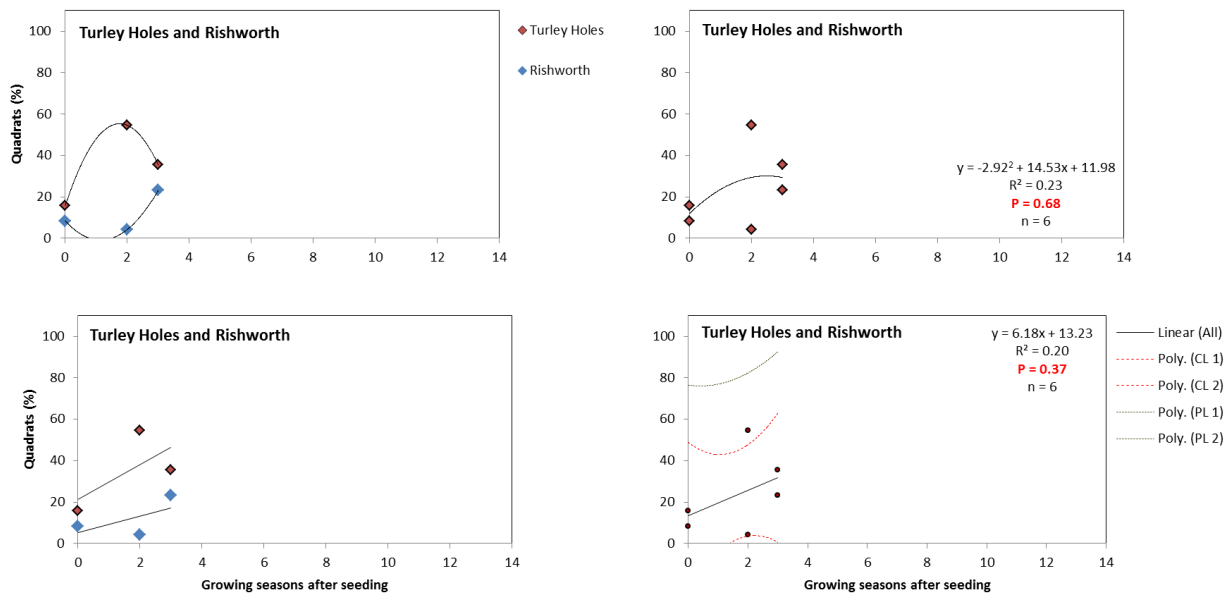 Turley Holes and Rishworth
100
80
60
40
20
0
Quadrats (%)
0 2 4 6 8 10 12 14
Turley Holes
Rishworth
Turley Holes and Rishworth
100
80
60
40
20
0
y = -2.92² + 14.53x + 11.98
R² = 0.23
P = 0.68
n = 6
0 2 4 6 8 10 12 14
Turley Holes and Rishworth
100
80
60
40
20
0
Quadrats (%)
0 2 4 6 8 10 12 14
Growing seasons after seeding
Turley Holes and Rishworth
100
80
60
40
20
0
y = 6.18x + 13.23
R² = 0.20
P = 0.37
n = 6
0 2 4 6 8 10 12 14
Growing seasons after seeding
Linear (All)
Poly. (CL 1)
Poly. (CL 2)
Poly. (PL 1)
Poly. (PL 2)